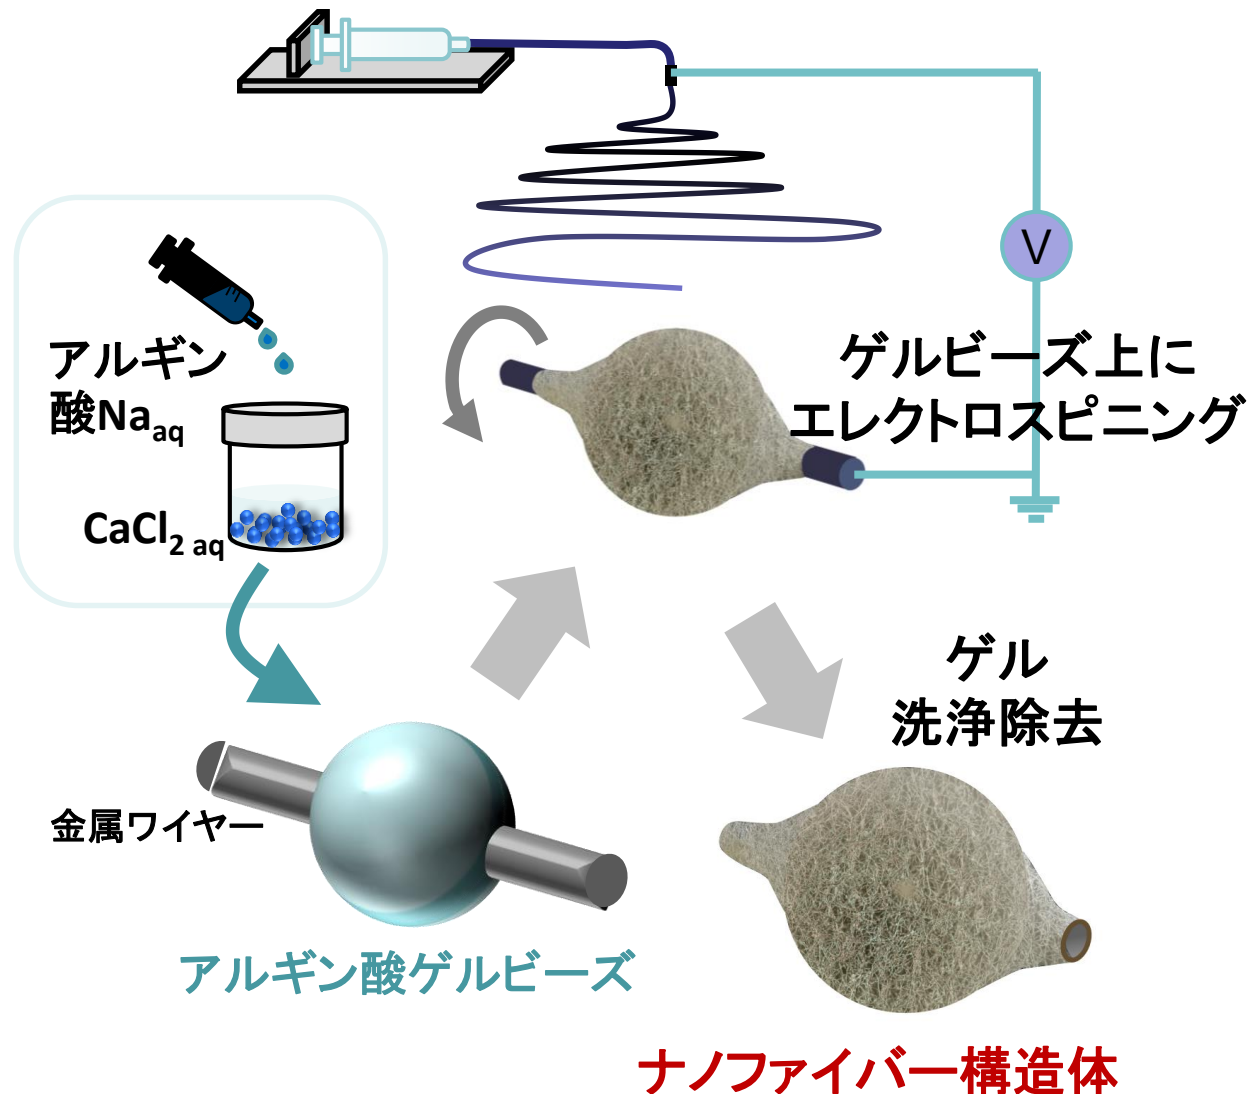 V
アルギン
酸Naaq
CaCl2 aq
ゲルビーズ上に
エレクトロスピニング
ゲル
洗浄除去
金属ワイヤー
アルギン酸ゲルビーズ
ナノファイバー構造体